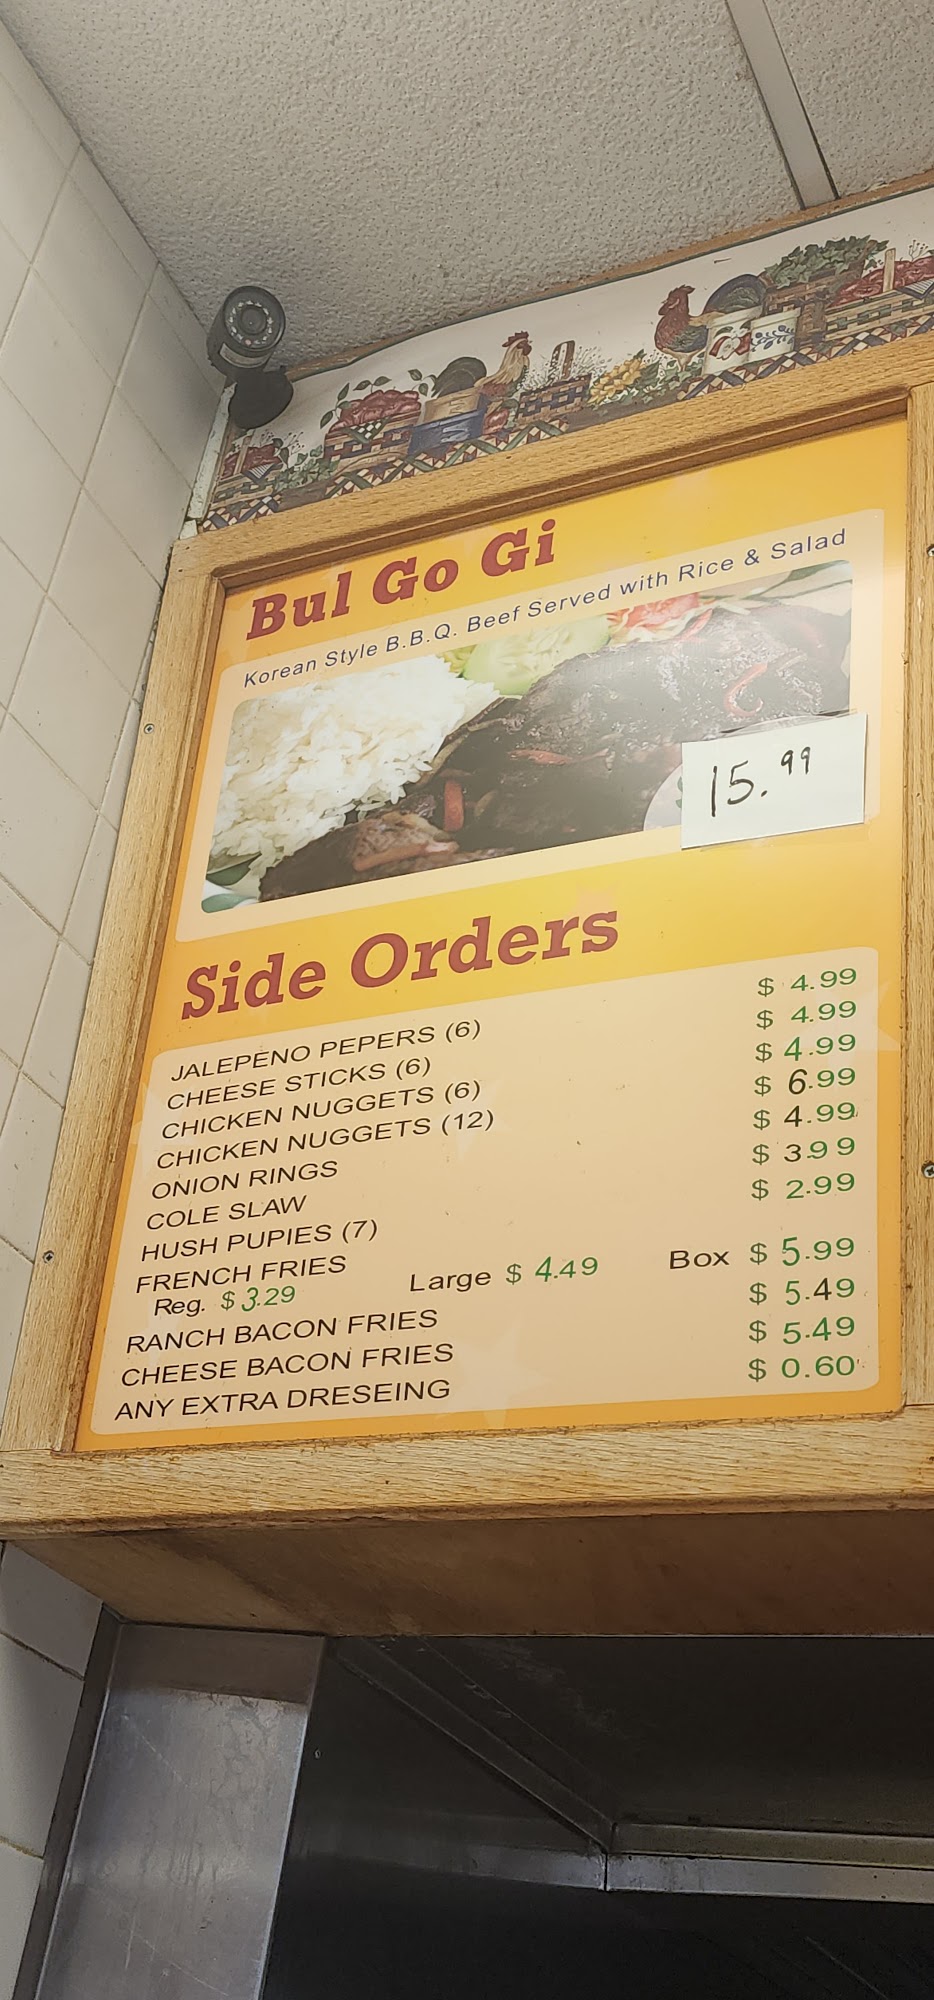 Bul Go Gi
Korean Style B.B.Q. Beef Served with Rice & Salad
15.99
Side Orders
JALEPENO PEPERS (6) $ 4.99
CHEESE STICKS (6) $ 4.99
CHICKEN NUGGETS (6) $ 4.99
CHICKEN NUGGETS (12) $ 6.99
ONION RINGS $ 4.99
COLE SLAW $ 3.99
HUSH PUPIES (7) $ 2.99
FRENCH FRIES
Reg. $ 3.29 Large $ 4.49 Box $ 5.99
RANCH BACON FRIES $ 5.49
CHEESE BACON FRIES $ 5.49
ANY EXTRA DRESEING $ 0.60